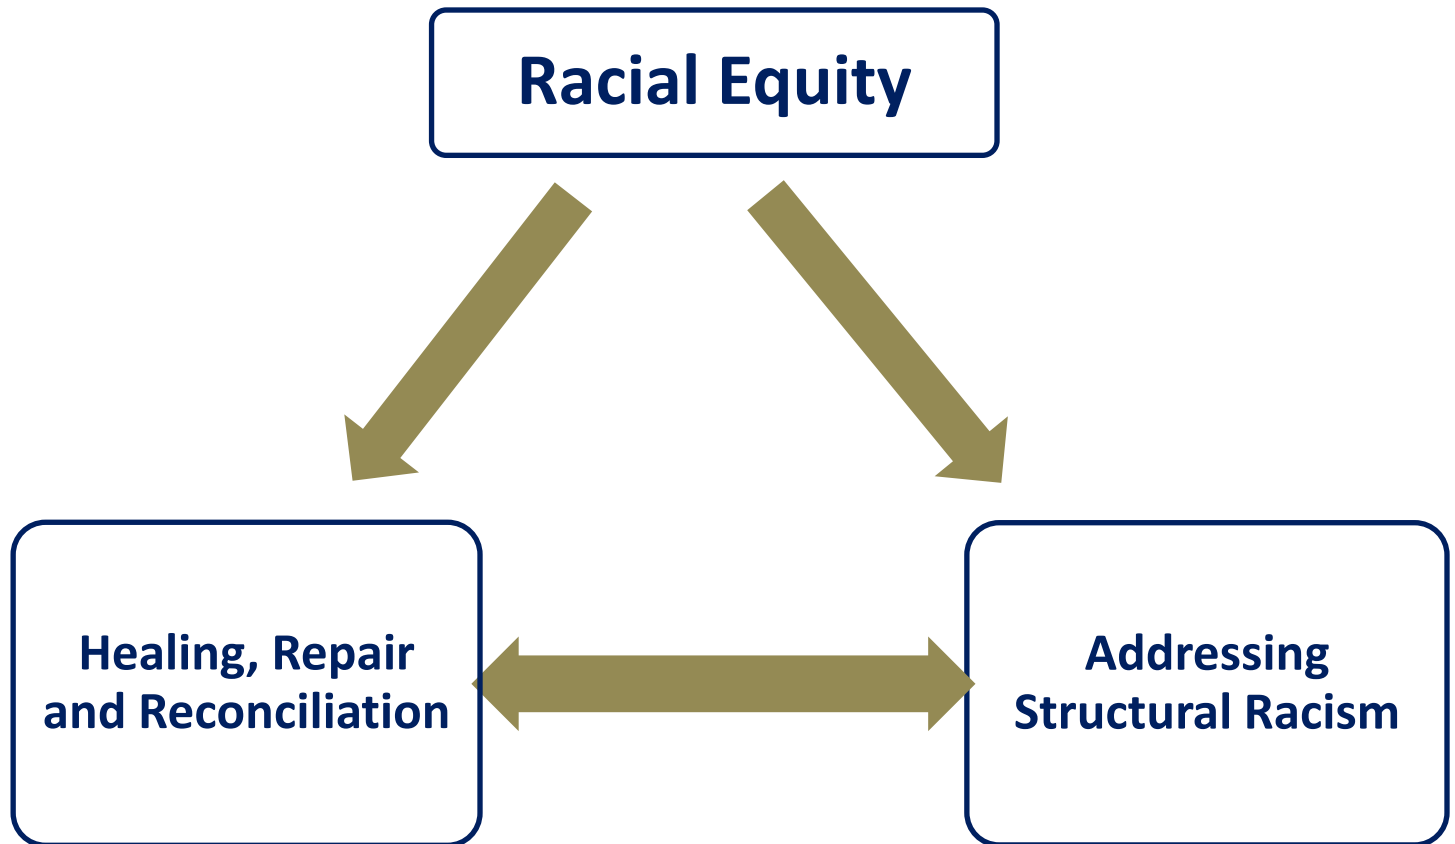 Racial Equity
Healing, Repair
and Reconciliation
Addressing
Structural Racism